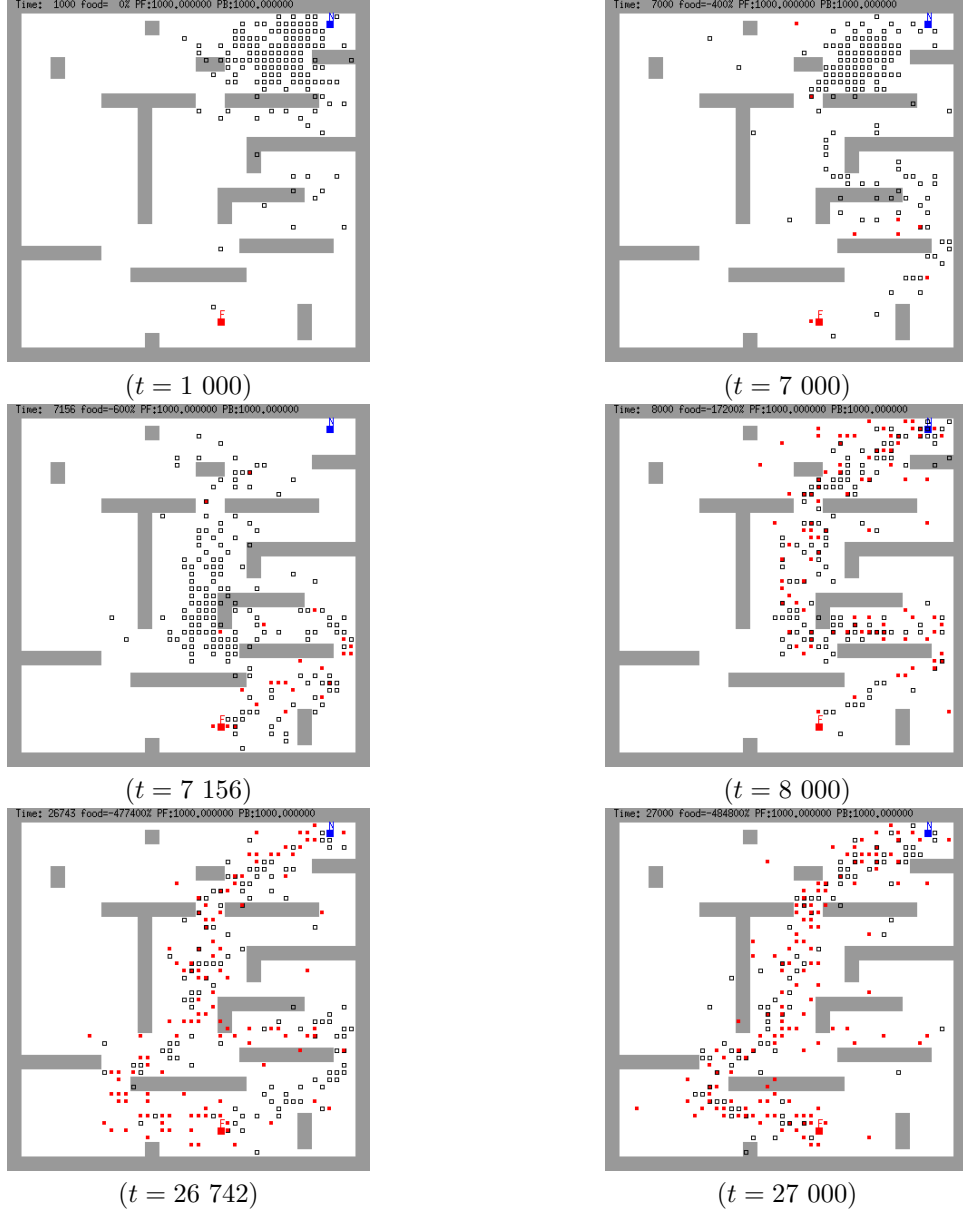 Time:  1000 food=  0% PF:1000,000000 PB:1000,000000
N
F
(t = 1 000)
Time:  7000 food=-400% PF:1000,000000 PB:1000,000000
N
F
(t = 7 000)
Time:  7156 food=-600% PF:1000,000000 PB:1000,000000
N
F
(t = 7 156)
Time:  8000 food=-17200% PF:1000,000000 PB:1000,000000
N
F
(t = 8 000)
Time: 26743 food=-477400% PF:1000,000000 PB:1000,000000
N
F
(t = 26 742)
Time: 27000 food=-484800% PF:1000,000000 PB:1000,000000
N
F
(t = 27 000)